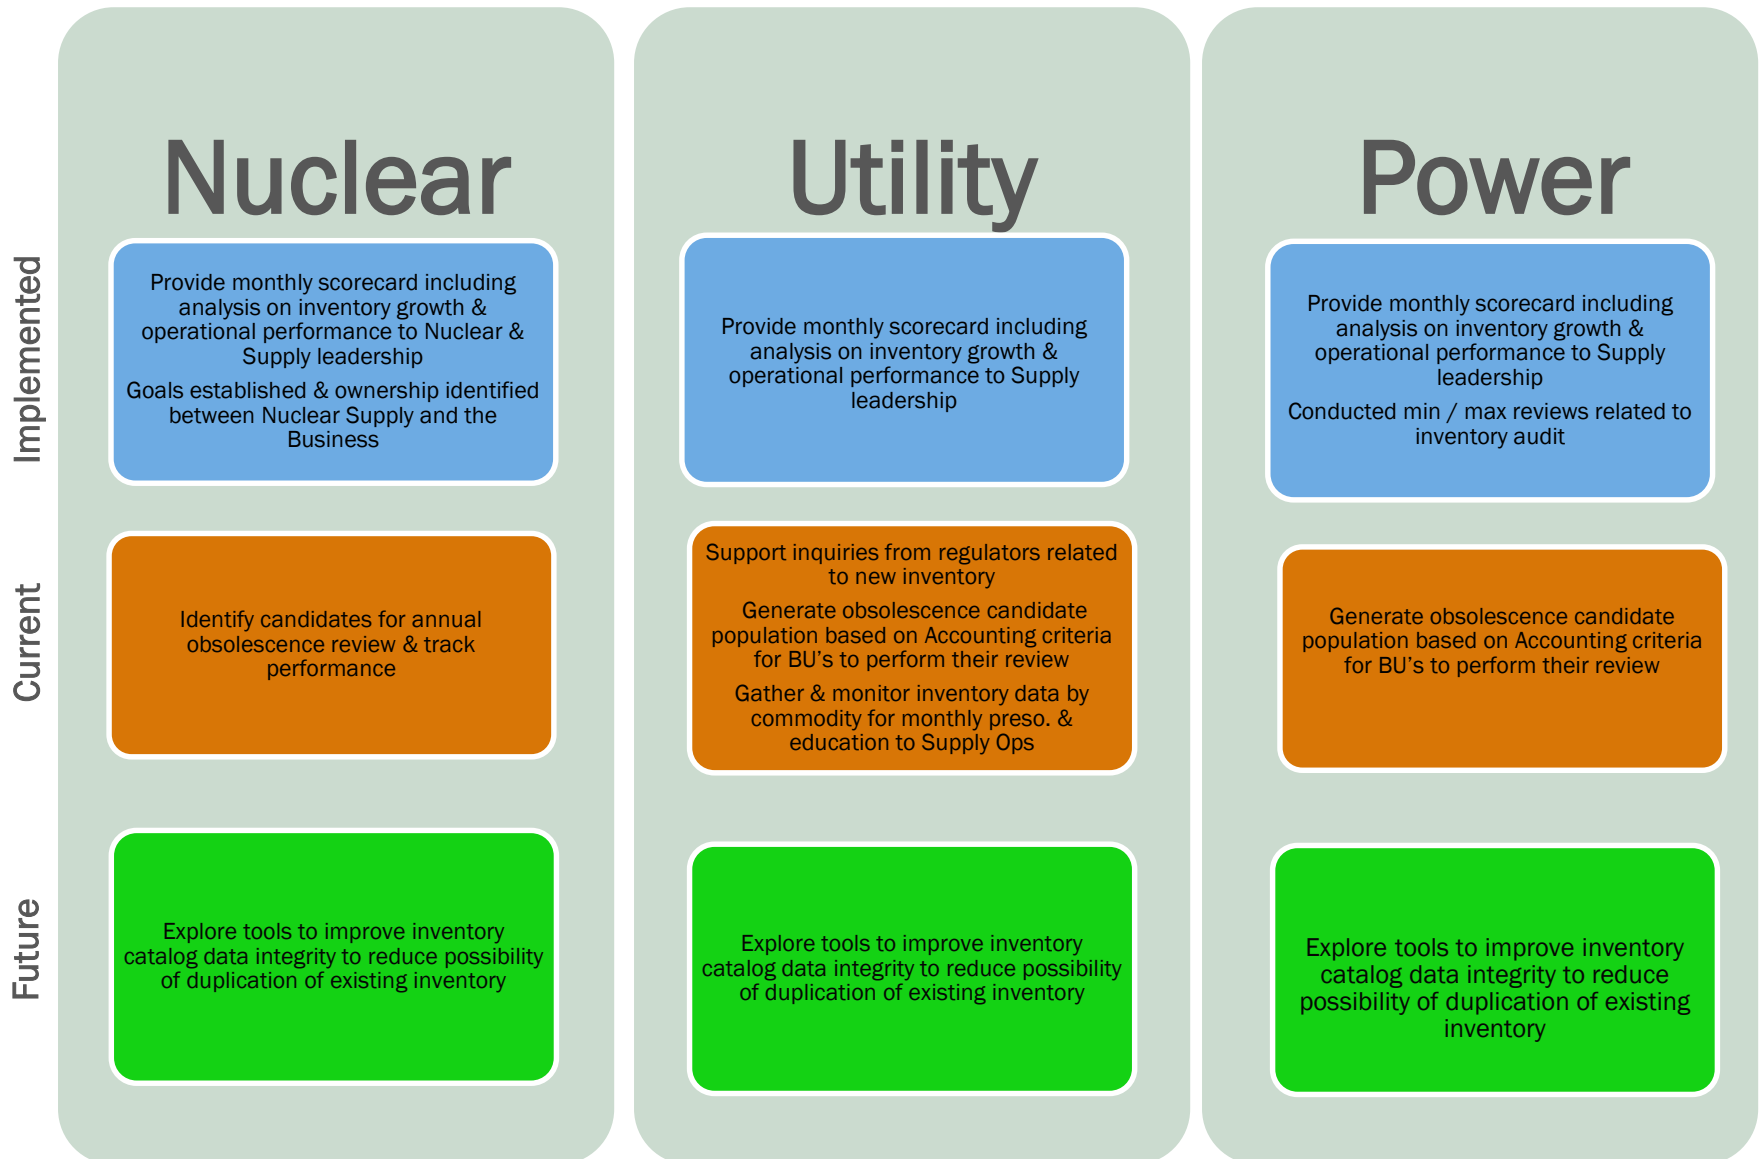 Nuclear
Utility
Power
Implemented
Provide monthly scorecard including
analysis on inventory growth &
operational performance to Nuclear &
Supply leadership
Goals established & ownership identified
between Nuclear Supply and the
Business
Provide monthly scorecard including
analysis on inventory growth &
operational performance to Supply
leadership
Provide monthly scorecard including
analysis on inventory growth &
operational performance to Supply
leadership
Conducted min / max reviews related to
inventory audit
Current
Identify candidates for annual
obsolescence review & track
performance
Support inquiries from regulators related
to new inventory
Generate obsolescence candidate
population based on Accounting criteria
for BU’s to perform their review
Gather & monitor inventory data by
commodity for monthly preso. &
education to Supply Ops
Generate obsolescence candidate
population based on Accounting criteria
for BU’s to perform their review
Future
Explore tools to improve inventory
catalog data integrity to reduce possibility
of duplication of existing inventory
Explore tools to improve inventory
catalog data integrity to reduce possibility
of duplication of existing inventory
Explore tools to improve inventory
catalog data integrity to reduce
possibility of duplication of existing
inventory